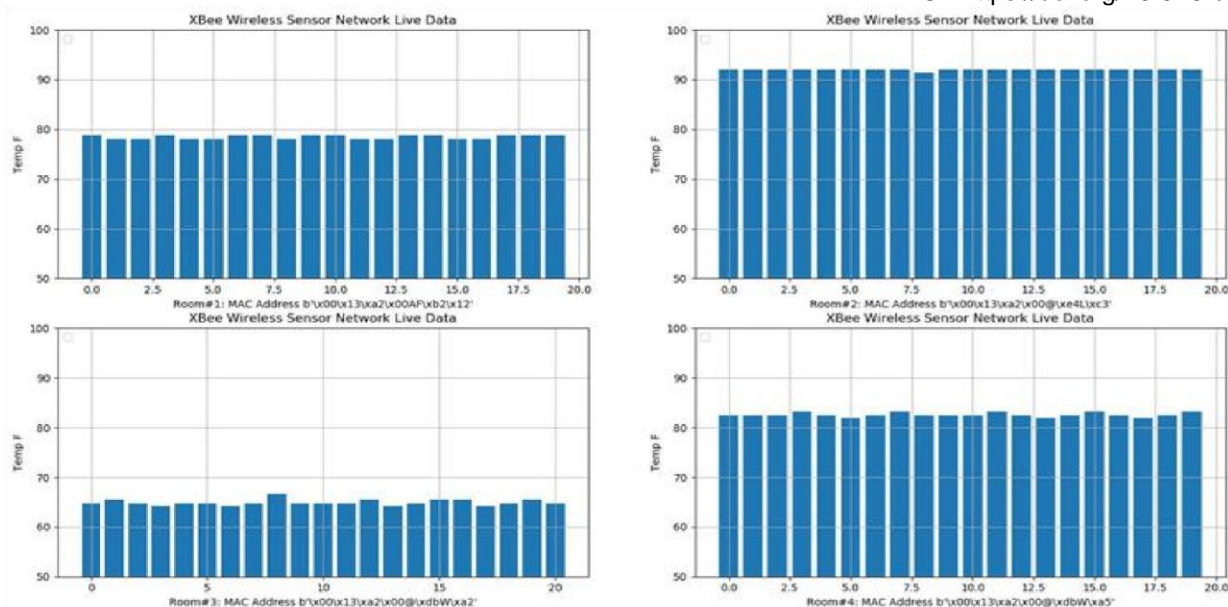 XBee Wireless Sensor Network Live Data
100
90
80
70
60
50
Temp F
0.0 2.5 5.0 7.5 10.0 12.5 15.0 17.5 20.0
Room#1: MAC Address b'\x00\x13\xa2\x00AF\xb2\x12'
XBee Wireless Sensor Network Live Data
100
90
80
70
60
50
Temp F
0.0 2.5 5.0 7.5 10.0 12.5 15.0 17.5 20.0
Room#2: MAC Address b'\x00\x13\xa2\x00@\xe4L\xc3'
XBee Wireless Sensor Network Live Data
100
90
80
70
60
50
Temp F
0 5 10 15 20
Room#3: MAC Address b'\x00\x13\xa2\x00@\xdbW\xa2'
XBee Wireless Sensor Network Live Data
100
90
80
70
60
50
Temp F
0.0 2.5 5.0 7.5 10.0 12.5 15.0 17.5 20.0
Room#4: MAC Address b'\x00\x13\xa2\x00@\xdbW\xa5'